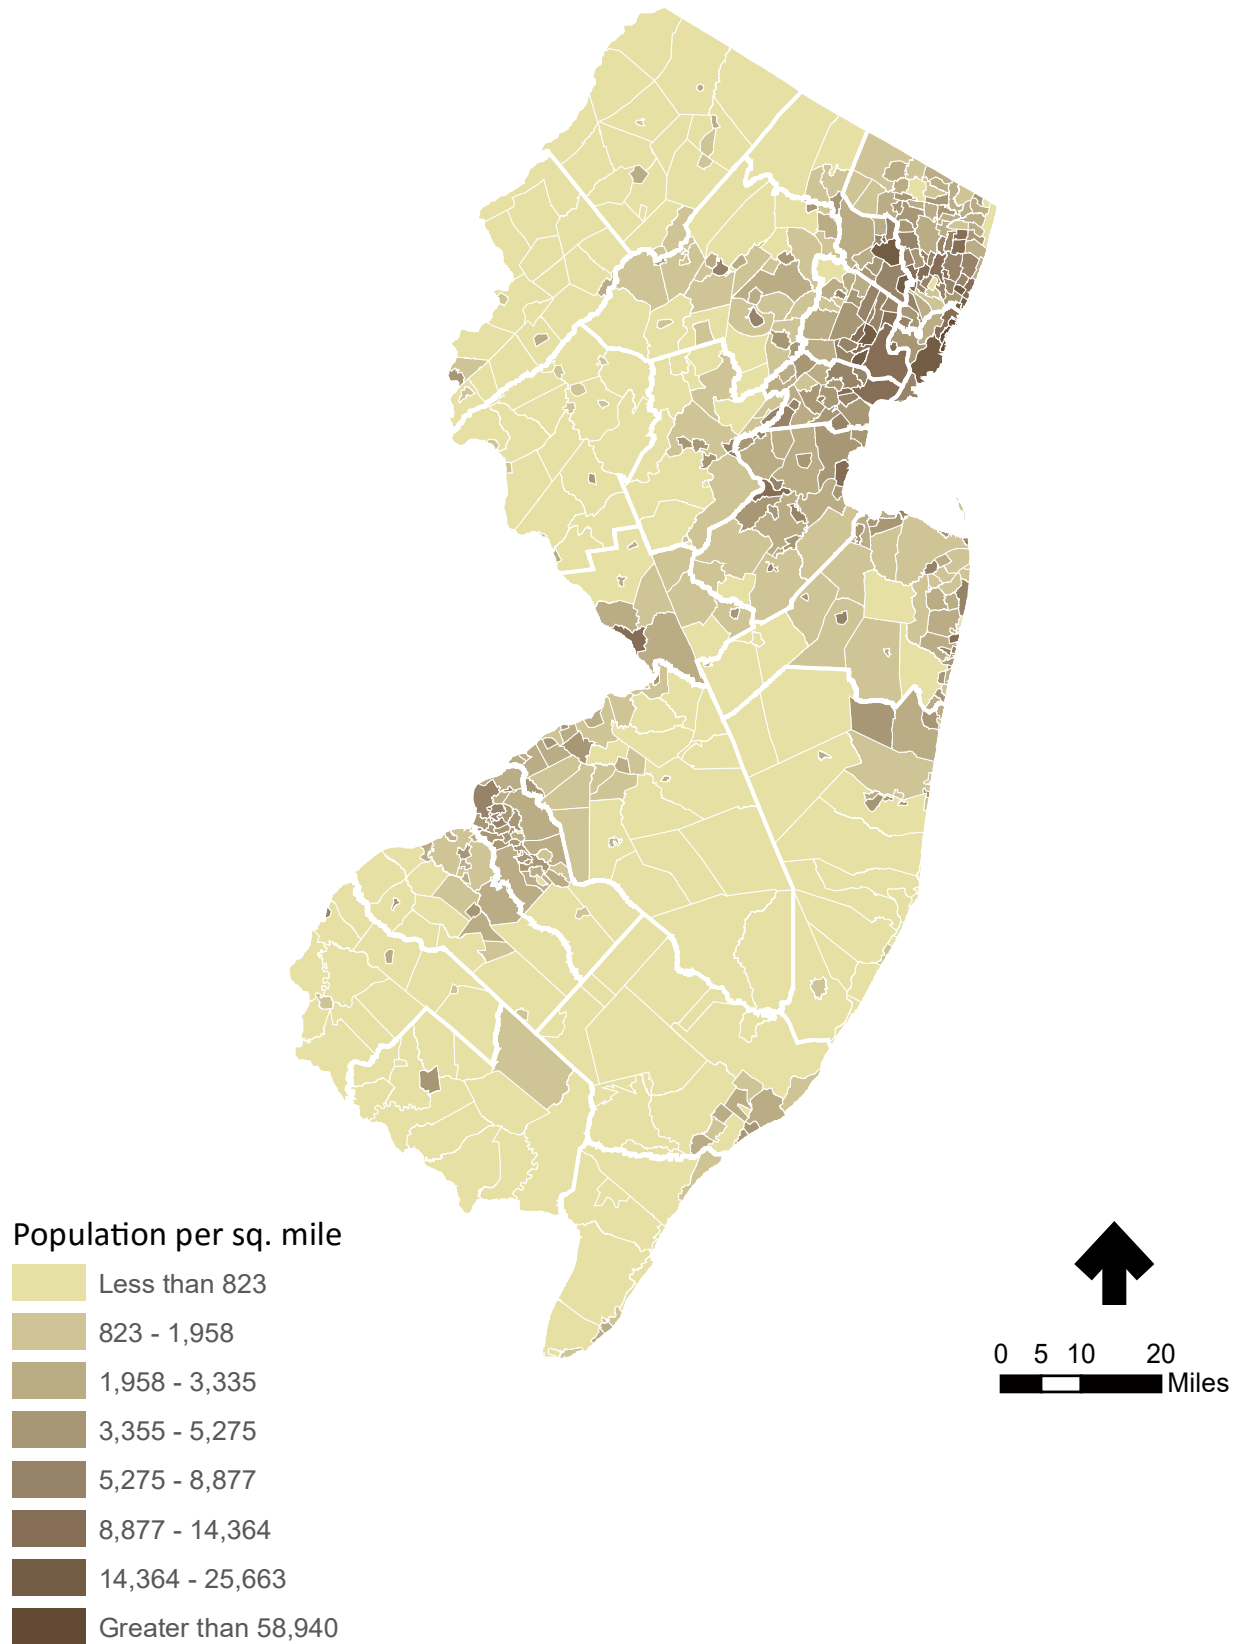 Population per sq. mile
Less than 823
823 - 1,958
1,958 - 3,335
3,355 - 5,275
5,275 - 8,877
8,877 - 14,364
14,364 - 25,663
Greater than 58,940
0 5 10 20
Miles